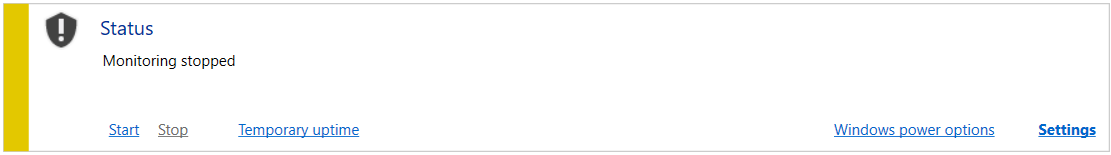 Status
Monitoring stopped
Start Stop Temporary uptime Windows power options Settings